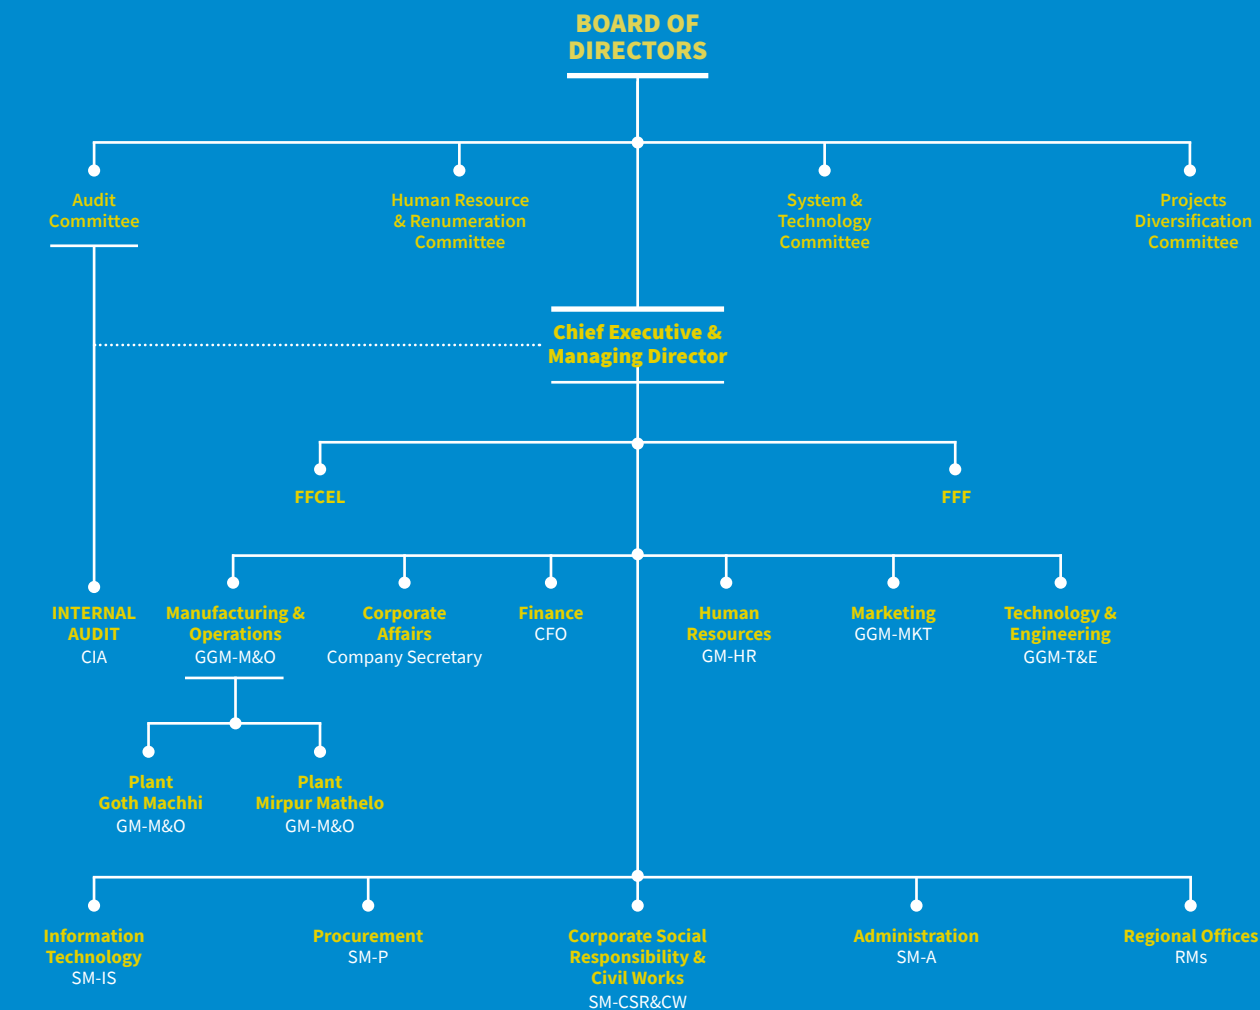 BOARD OF
DIRECTORS
Audit
Committee
Human Resource
& Renumeration
Committee
System &
Technology
Committee
Projects
Diversification
Committee
Chief Executive &
Managing Director
FFCEL
FFF
INTERNAL
AUDIT
CIA
Manufacturing &
Operations
GGM-M&O
Corporate
Affairs
Company Secretary
Finance
CFO
Human
Resources
GM-HR
Marketing
GGM-MKT
Technology &
Engineering
GGM-T&E
Plant
Goth Machhi
GM-M&O
Plant
Mirpur Mathelo
GM-M&O
Information
Technology
SM-IS
Procurement
SM-P
Corporate Social
Responsibility &
Civil Works
SM-CSR&CW
Administration
SM-A
Regional Offices
RMs